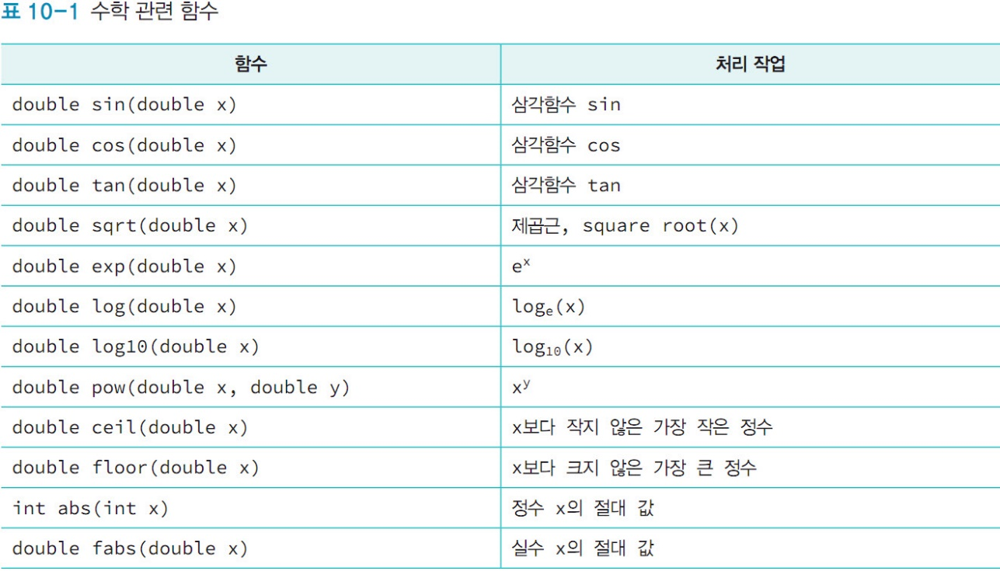 표 10-1 수학 관련 함수
함수 처리 작업
double sin(double x) 삼각함수 sin
double cos(double x) 삼각함수 cos
double tan(double x) 삼각함수 tan
double sqrt(double x) 제곱근, square root(x)
double exp(double x) eˣ
double log(double x) logₑ(x)
double log10(double x) log₁₀(x)
double pow(double x, double y) xʸ
double ceil(double x) x보다 작지 않은 가장 작은 정수
double floor(double x) x보다 크지 않은 가장 큰 정수
int abs(int x) 정수 x의 절대 값
double fabs(double x) 실수 x의 절대 값